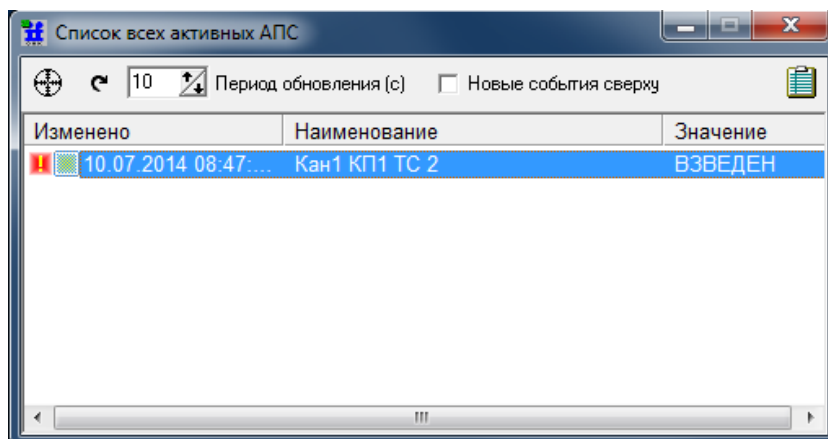 Список всех активных АПС
10 Период обновления (с) Новые события сверху
Изменено Наименование Значение
10.07.2014 08:47:... Кан1 КП1 ТС 2 ВЗВЕДЕН